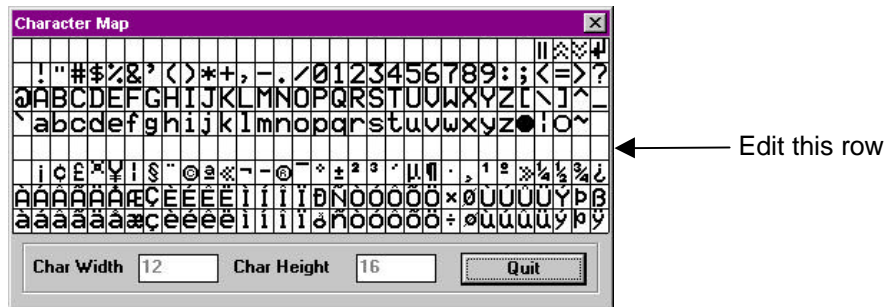 Character Map
‖ ︽ ︾ ↵
!"#$%&'()*+,-./0123456789:;<=>?
@ABCDEFGHIJKLMNOPQRSTUVWXYZ[\]^_
`abcdefghijklmnopqrstuvwxyz●¦○~
Edit this row
¡¢£¤¥¦§¨©ª«¬-®¯°±²³´µ¶·¸¹º»¼½¾¿
ÀÁÂÃÄÅÆÇÈÉÊËÌÍÎÏÐÑÒÓÔÕÖ×ØÙÚÛÜÝÞß
àáâãäåæçèéêëìíîïðñòóôõö÷øùúûüýþÿ
Char Width 12 Char Height 16 Quit